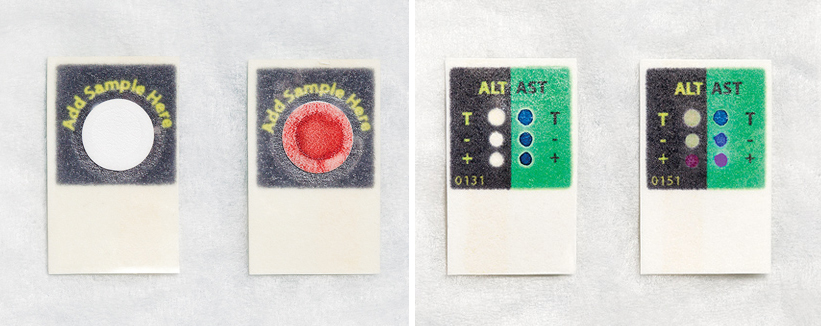 Add Sample Here
Add Sample Here
ALT AST
T T
- -
+ +
0131
ALT AST
T T
- -
+ +
0151